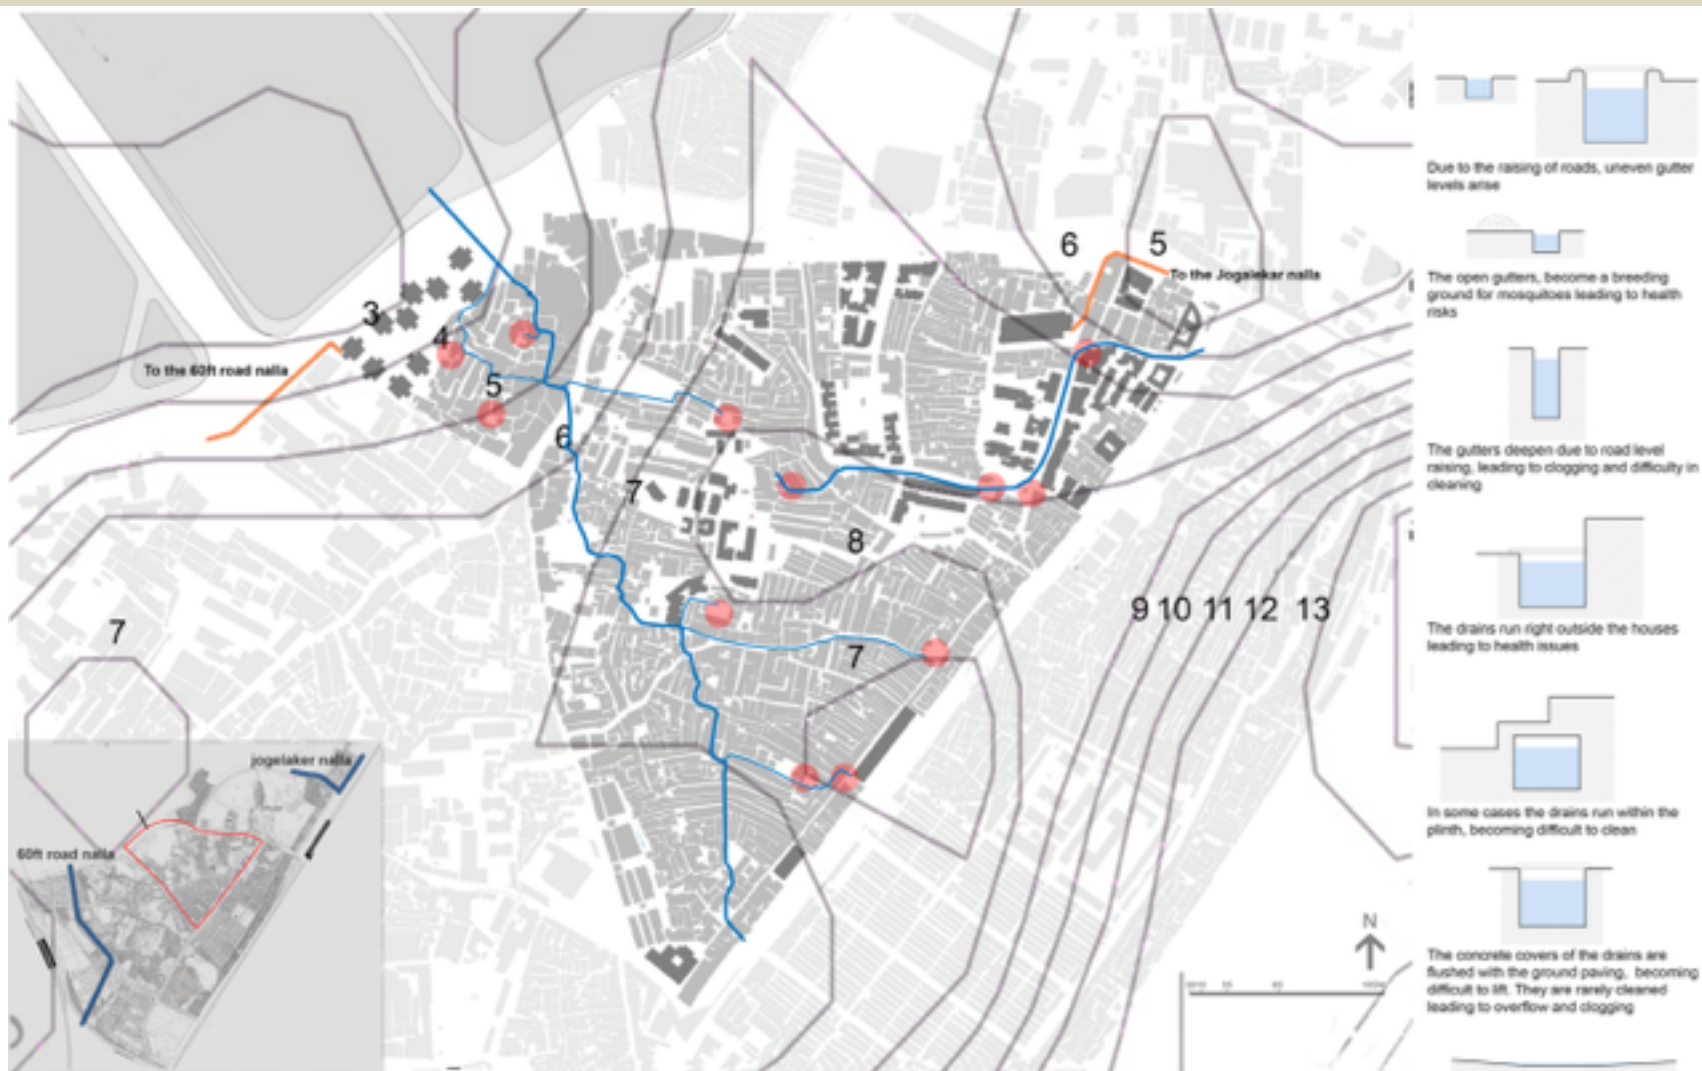 6
5
To the Jogalekar nalla
3
4
To the 60ft road nalla
5
6
7
8
9 10 11 12 13
7
7
jogelaker nalla
60ft road nalla
N
Due to the raising of roads, uneven gutter
levels arise
The open gutters, become a breeding
ground for mosquitoes leading to health
risks
The gutters deepen due to road level
raising, leading to clogging and difficulty in
cleaning
The drains run right outside the houses
leading to health issues
In some cases the drains run within the
plinth, becoming difficult to clean
The concrete covers of the drains are
flushed with the ground paving, becoming
difficult to lift. They are rarely cleaned
leading to overflow and clogging